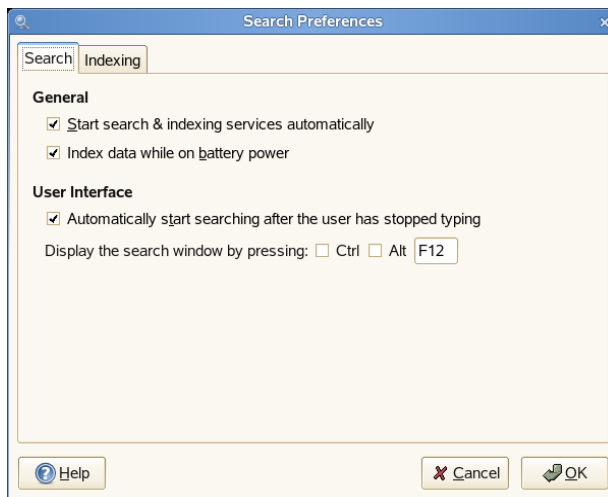 Search Preferences
Search Indexing
General
Start search & indexing services automatically
Index data while on battery power
User Interface
Automatically start searching after the user has stopped typing
Display the search window by pressing: Ctrl Alt F12
Help Cancel OK